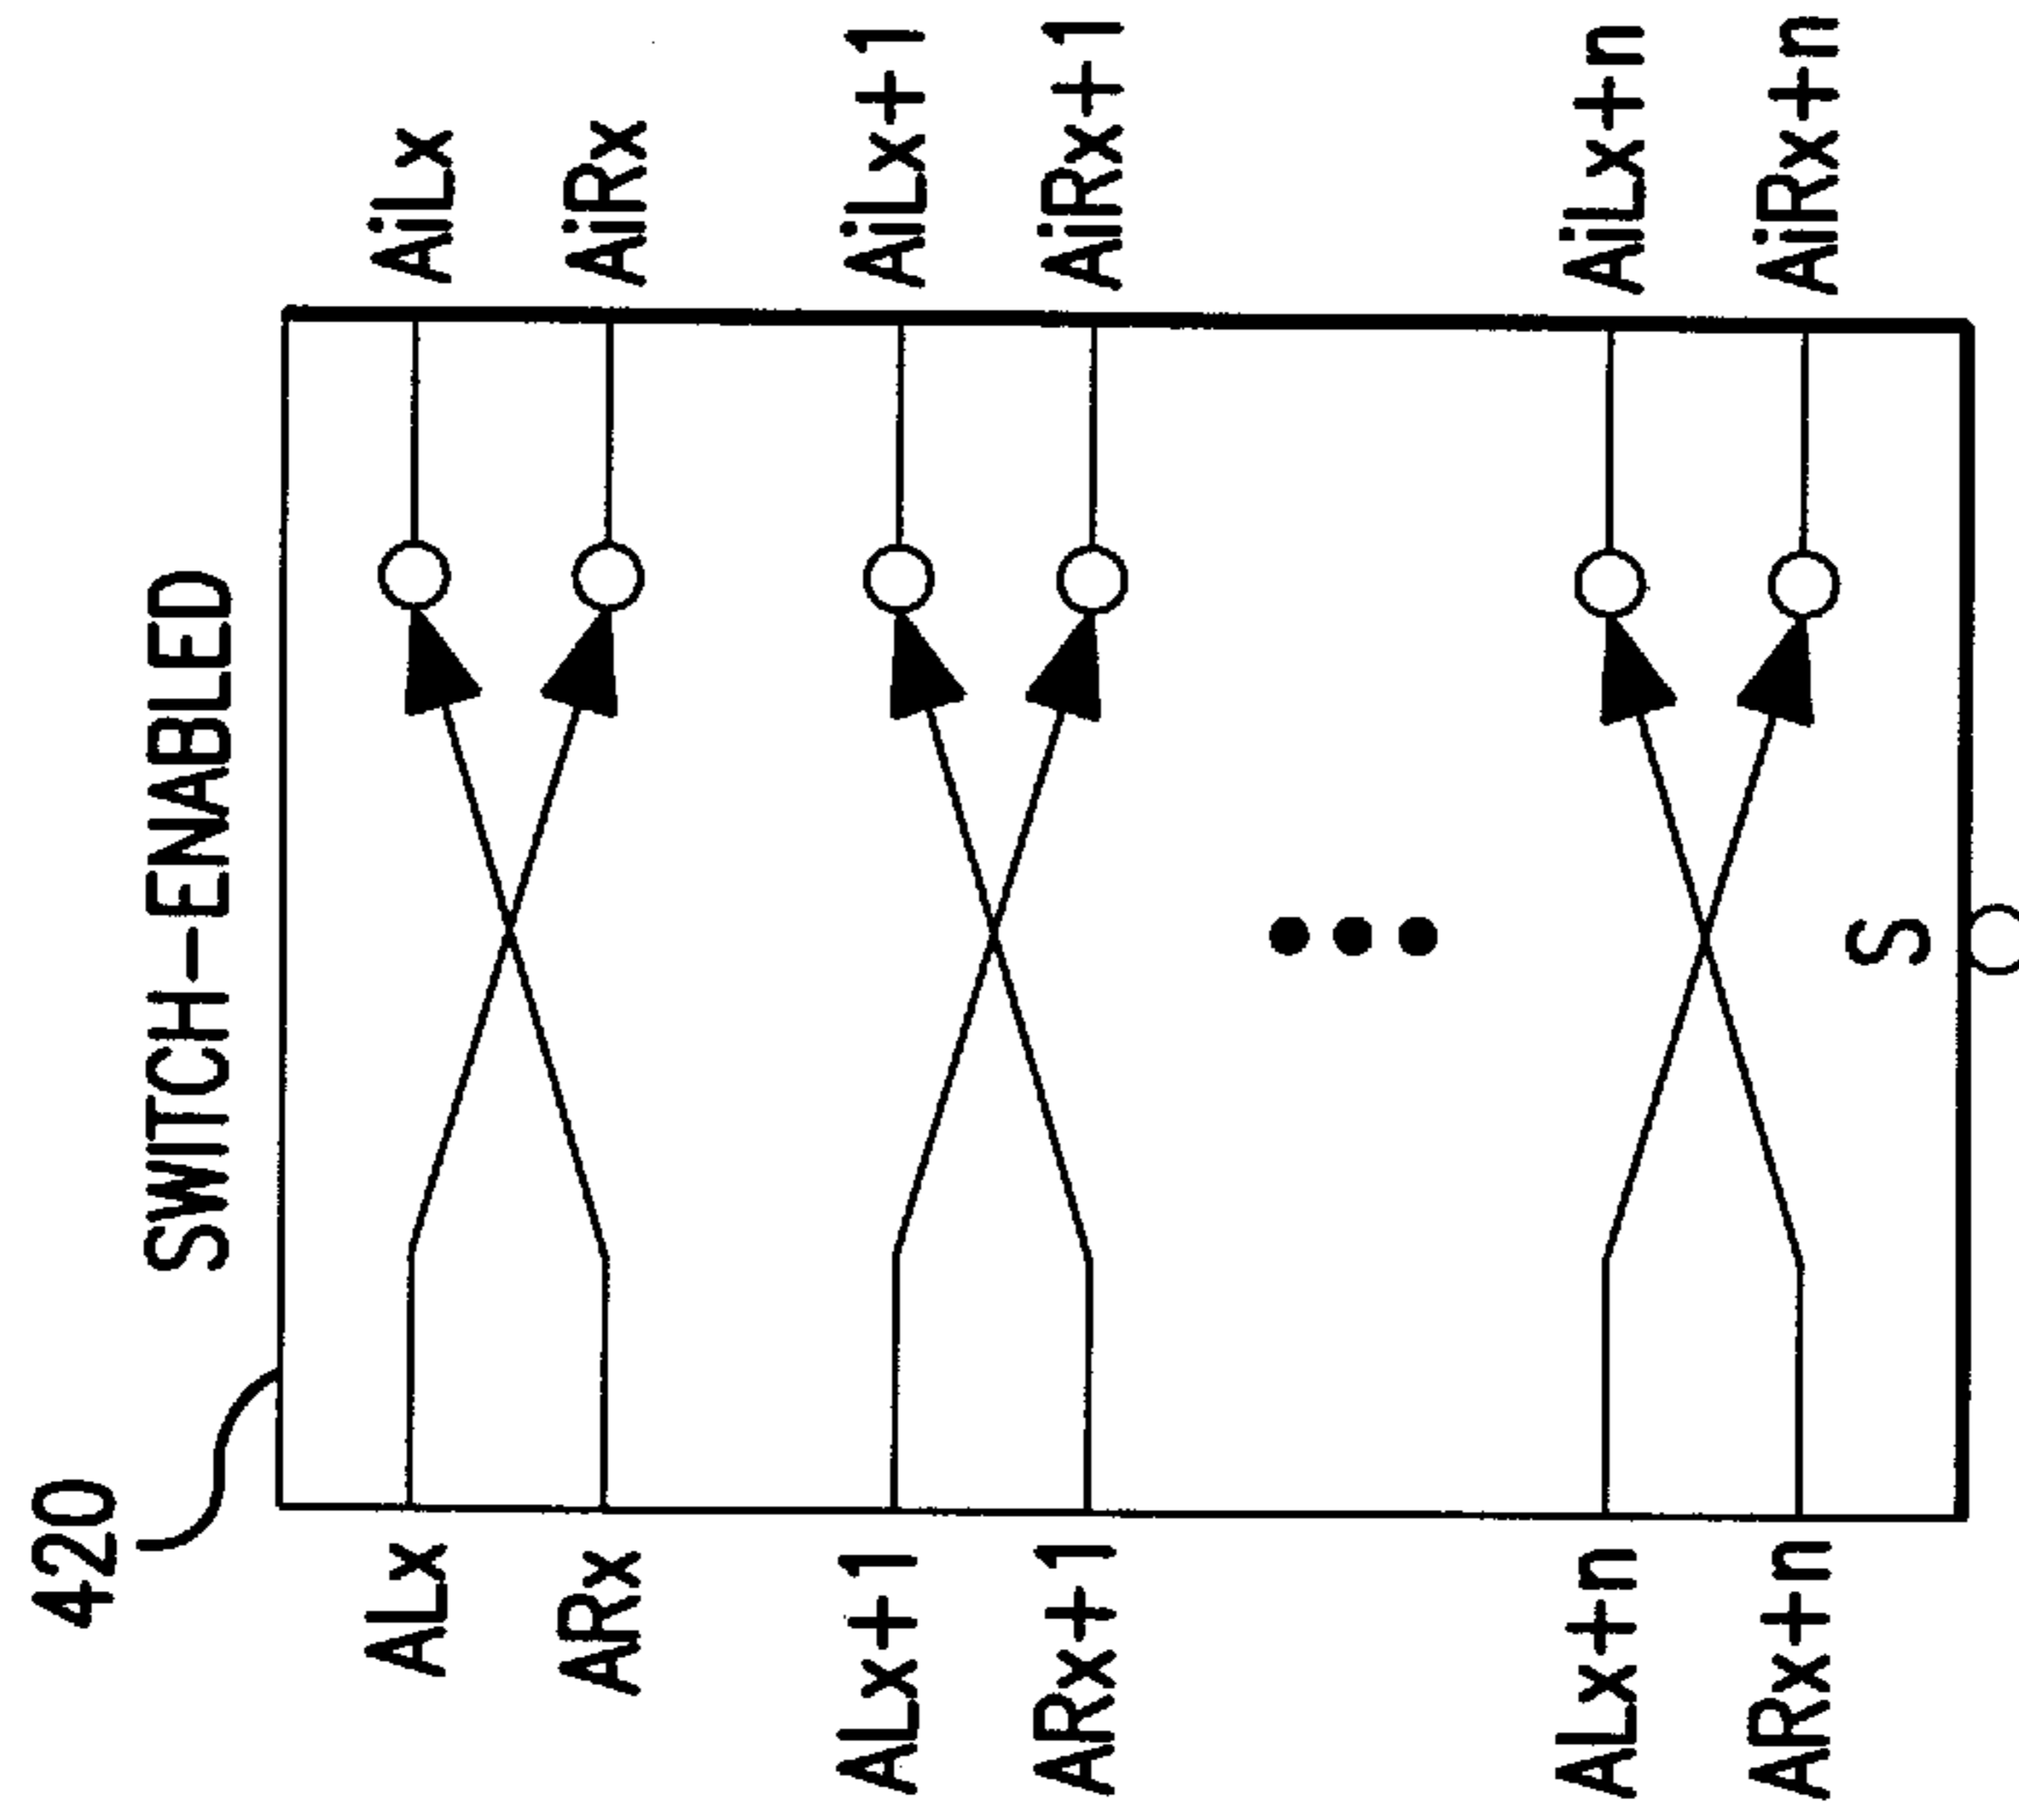 420
SWITCH-ENABLED
ALx
AiLx
ARx
AiRx
ALx+1
AiLx+1
ARx+1
AiRx+1
ALx+n
AiLx+n
ARx+n
AiRx+n
S